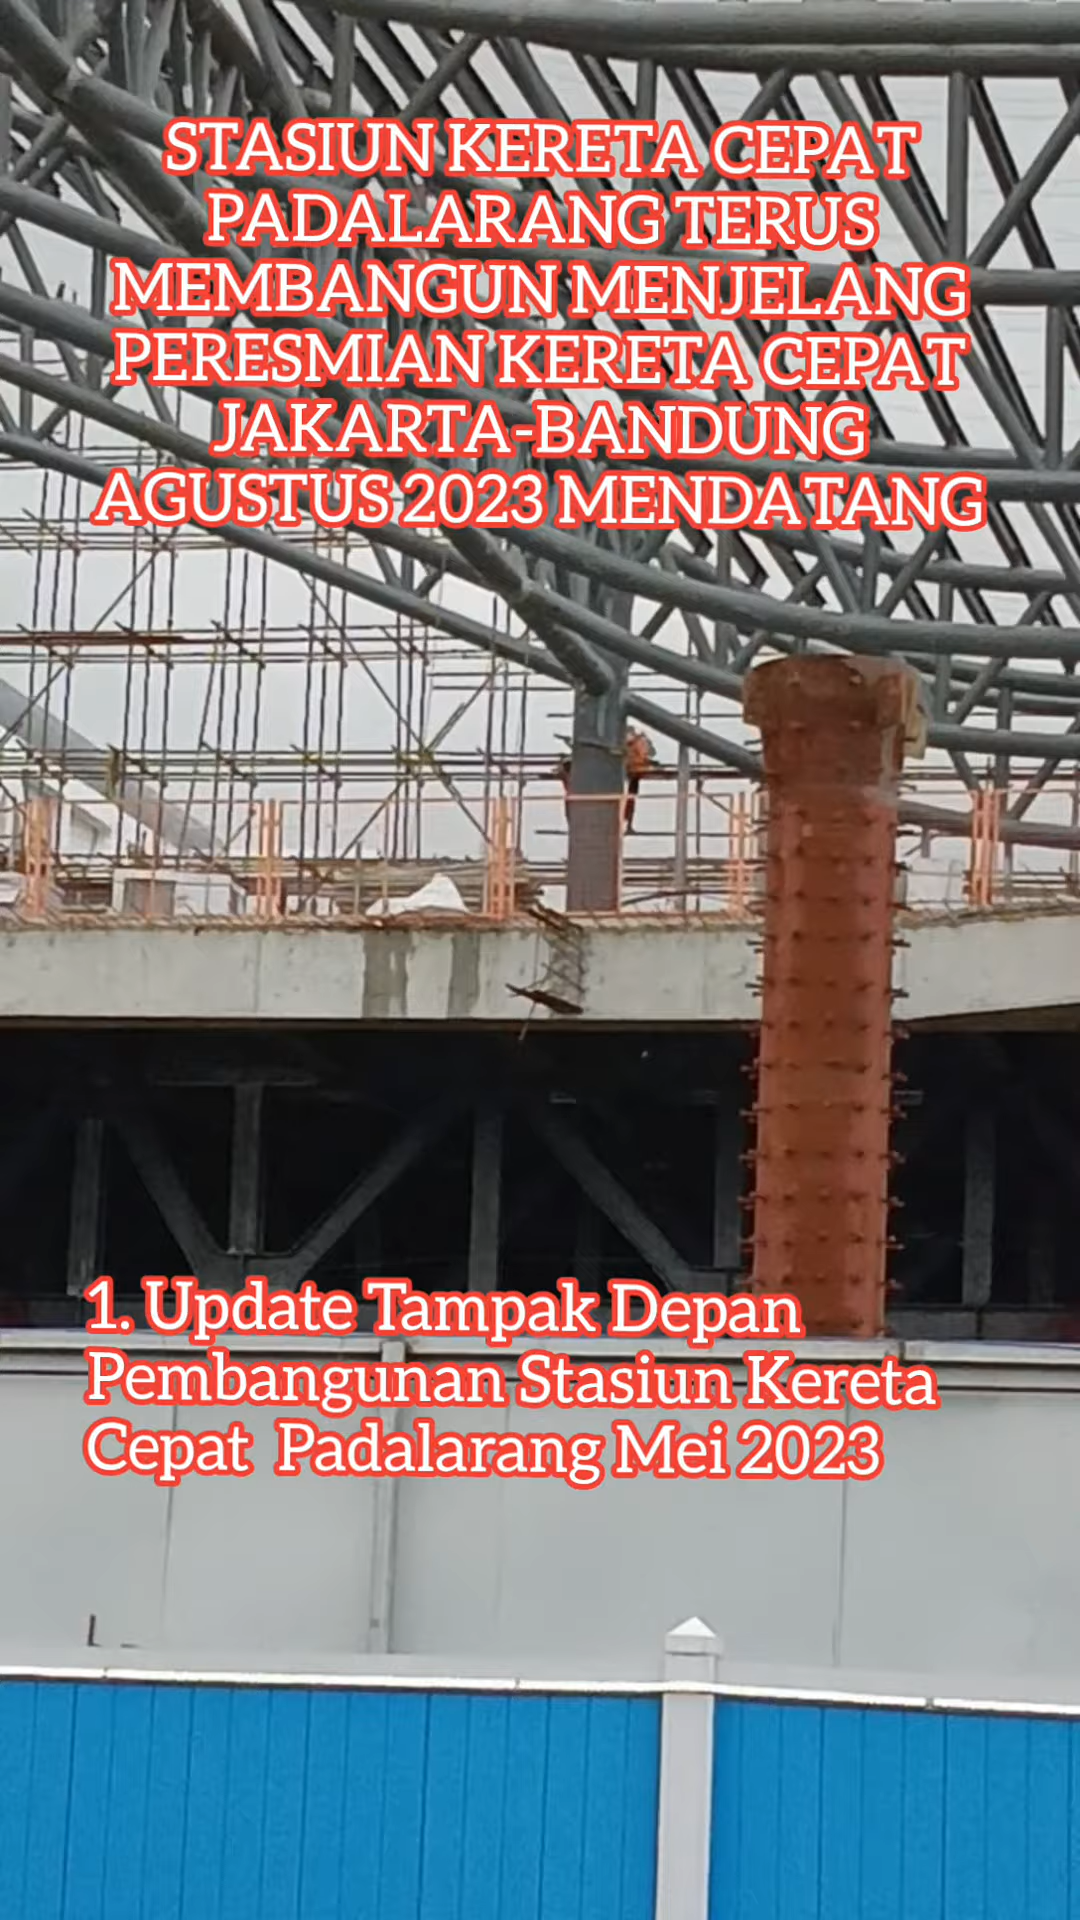 STASIUN KERETA CEPAT
PADALARANG TERUS
MEMBANGUN MENJELANG
PERESMIAN KERETA CEPAT
JAKARTA-BANDUNG
AGUSTUS 2023 MENDATANG
1. Update Tampak Depan
Pembangunan Stasiun Kereta
Cepat Padalarang Mei 2023